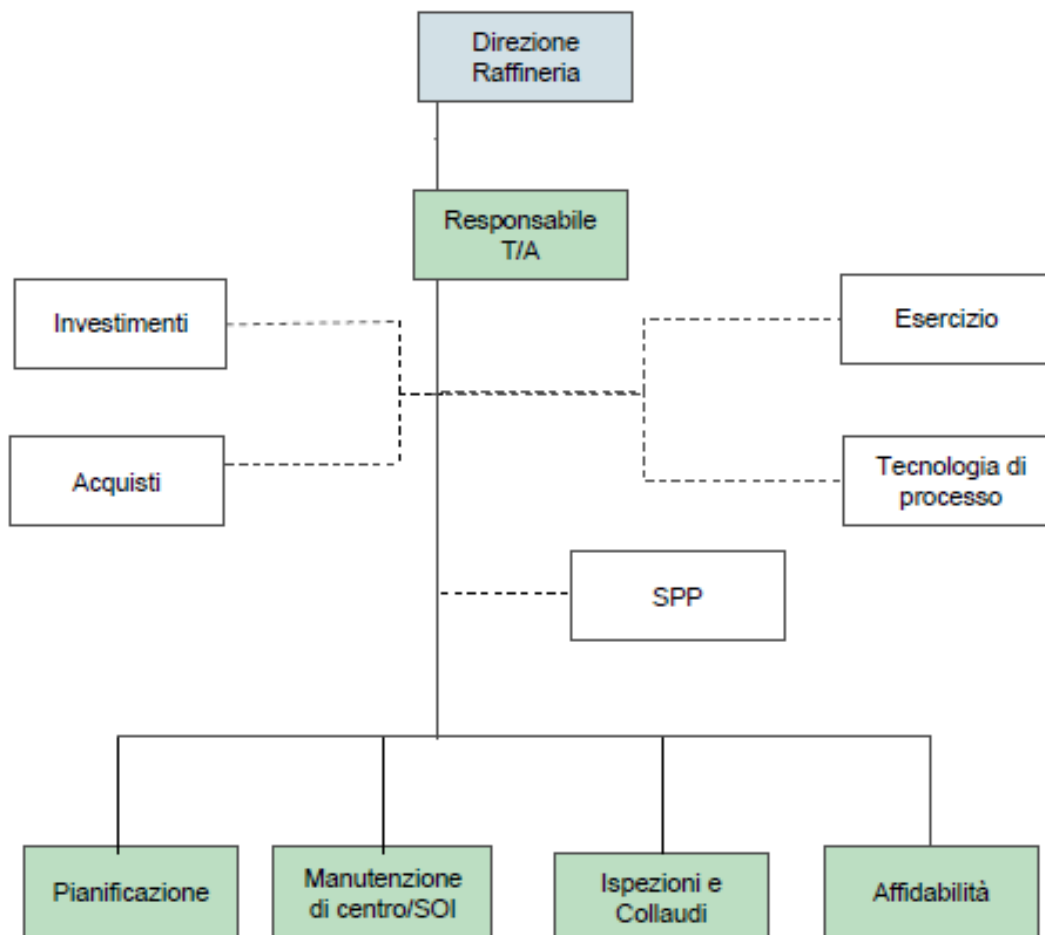 Direzione
Raffineria
Responsabile
T/A
Investimenti
Esercizio
Acquisti
Tecnologia di
processo
SPP
Pianificazione
Manutenzione
di centro/SOI
Ispezioni e
Collaudi
Affidabilità